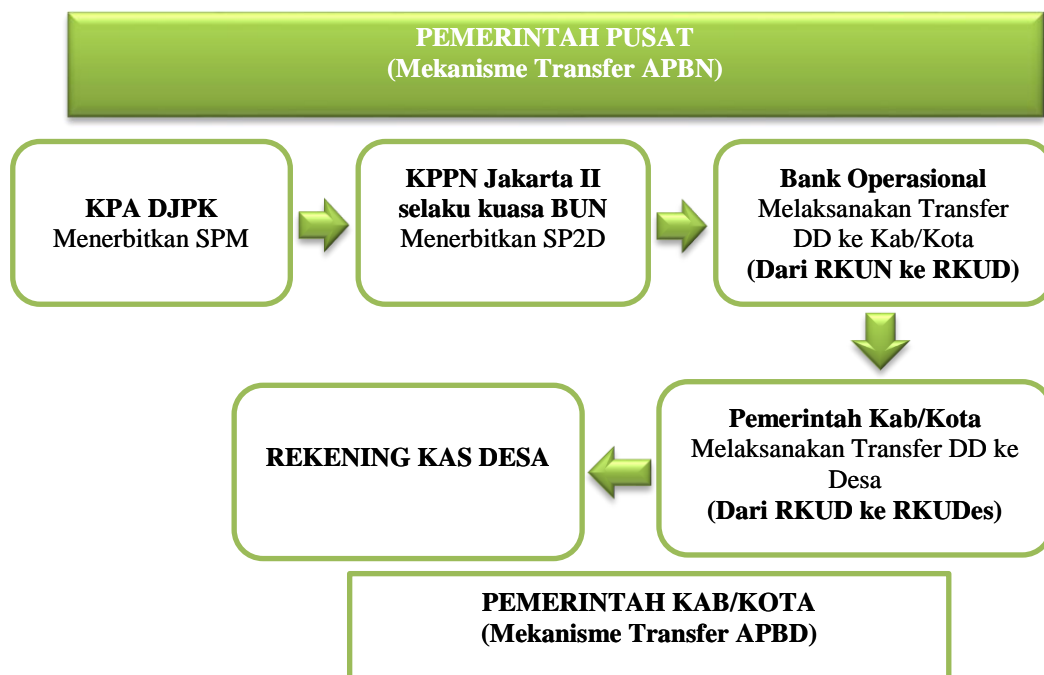 PEMERINTAH PUSAT
(Mekanisme Transfer APBN)
KPA DJPK
Menerbitkan SPM
KPPN Jakarta II
selaku kuasa BUN
Menerbitkan SP2D
Bank Operasional
Melaksanakan Transfer
DD ke Kab/Kota
(Dari RKUN ke RKUD)
Pemerintah Kab/Kota
Melaksanakan Transfer DD ke
Desa
(Dari RKUD ke RKUDes)
REKENING KAS DESA
PEMERINTAH KAB/KOTA
(Mekanisme Transfer APBD)